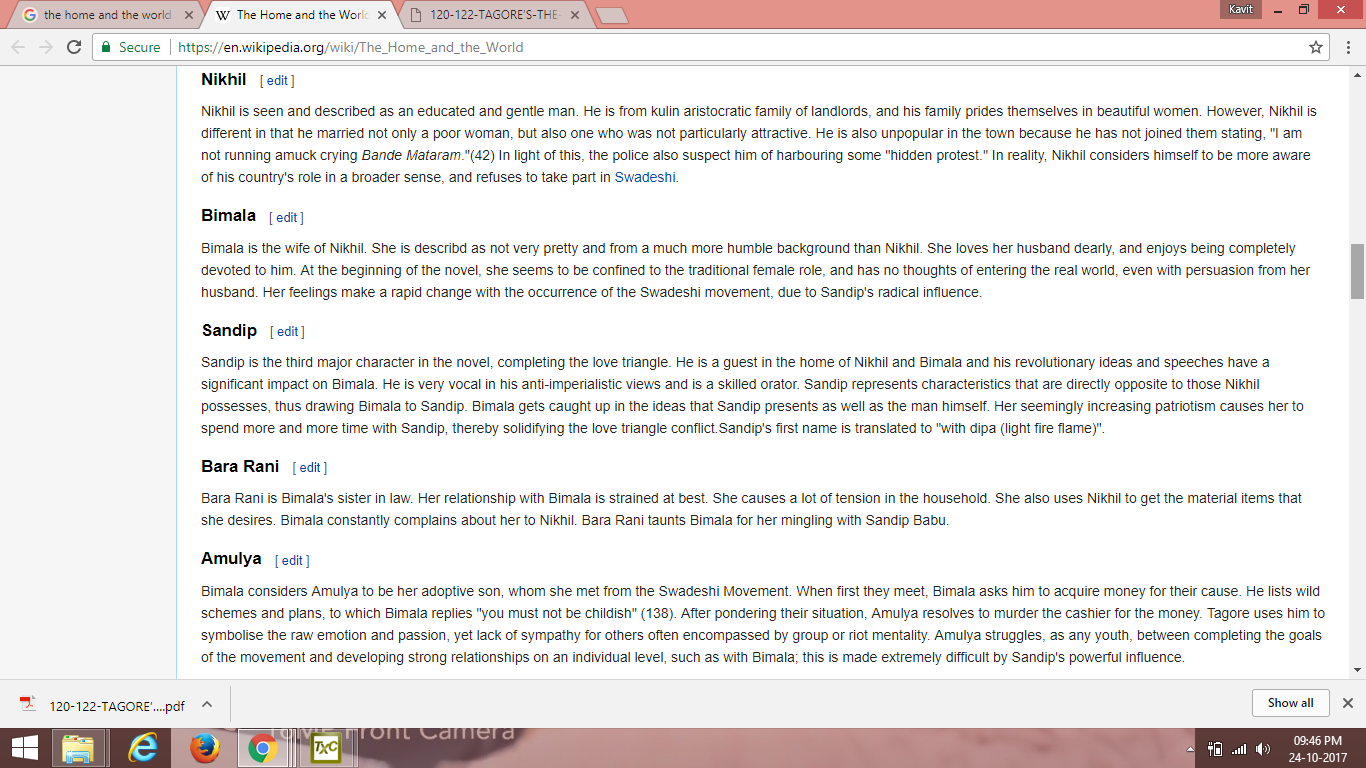 the home and the world
The Home and the World
120-122-TAGORE'S-THE-
Kavit
Secure
https://en.wikipedia.org/wiki/The_Home_and_the_World
Nikhil [ edit ]
Nikhil is seen and described as an educated and gentle man. He is from kulin aristocratic family of landlords, and his family prides themselves in beautiful women. However, Nikhil is
different in that he married not only a poor woman, but also one who was not particularly attractive. He is also unpopular in the town because he has not joined them stating, "I am
not running amuck crying Bande Mataram."(42) In light of this, the police also suspect him of harbouring some "hidden protest." In reality, Nikhil considers himself to be more aware
of his country's role in a broader sense, and refuses to take part in Swadeshi.
Bimala [ edit ]
Bimala is the wife of Nikhil. She is describd as not very pretty and from a much more humble background than Nikhil. She loves her husband dearly, and enjoys being completely
devoted to him. At the beginning of the novel, she seems to be confined to the traditional female role, and has no thoughts of entering the real world, even with persuasion from her
husband. Her feelings make a rapid change with the occurrence of the Swadeshi movement, due to Sandip's radical influence.
Sandip [ edit ]
Sandip is the third major character in the novel, completing the love triangle. He is a guest in the home of Nikhil and Bimala and his revolutionary ideas and speeches have a
significant impact on Bimala. He is very vocal in his anti-imperialistic views and is a skilled orator. Sandip represents characteristics that are directly opposite to those Nikhil
possesses, thus drawing Bimala to Sandip. Bimala gets caught up in the ideas that Sandip presents as well as the man himself. Her seemingly increasing patriotism causes her to
spend more and more time with Sandip, thereby solidifying the love triangle conflict.Sandip's first name is translated to "with dipa (light fire flame)".
Bara Rani [ edit ]
Bara Rani is Bimala's sister in law. Her relationship with Bimala is strained at best. She causes a lot of tension in the household. She also uses Nikhil to get the material items that
she desires. Bimala constantly complains about her to Nikhil. Bara Rani taunts Bimala for her mingling with Sandip Babu.
Amulya [ edit ]
Bimala considers Amulya to be her adoptive son, whom she met from the Swadeshi Movement. When first they meet, Bimala asks him to acquire money for their cause. He lists wild
schemes and plans, to which Bimala replies "you must not be childish" (138). After pondering their situation, Amulya resolves to murder the cashier for the money. Tagore uses him to
symbolise the raw emotion and passion, yet lack of sympathy for others often encompassed by group or riot mentality. Amulya struggles, as any youth, between completing the goals
of the movement and developing strong relationships on an individual level, such as with Bimala; this is made extremely difficult by Sandip's powerful influence.
120-122-TAGORE'....pdf
Show all
Front Camera
TXC
09:46 PM
24-10-2017